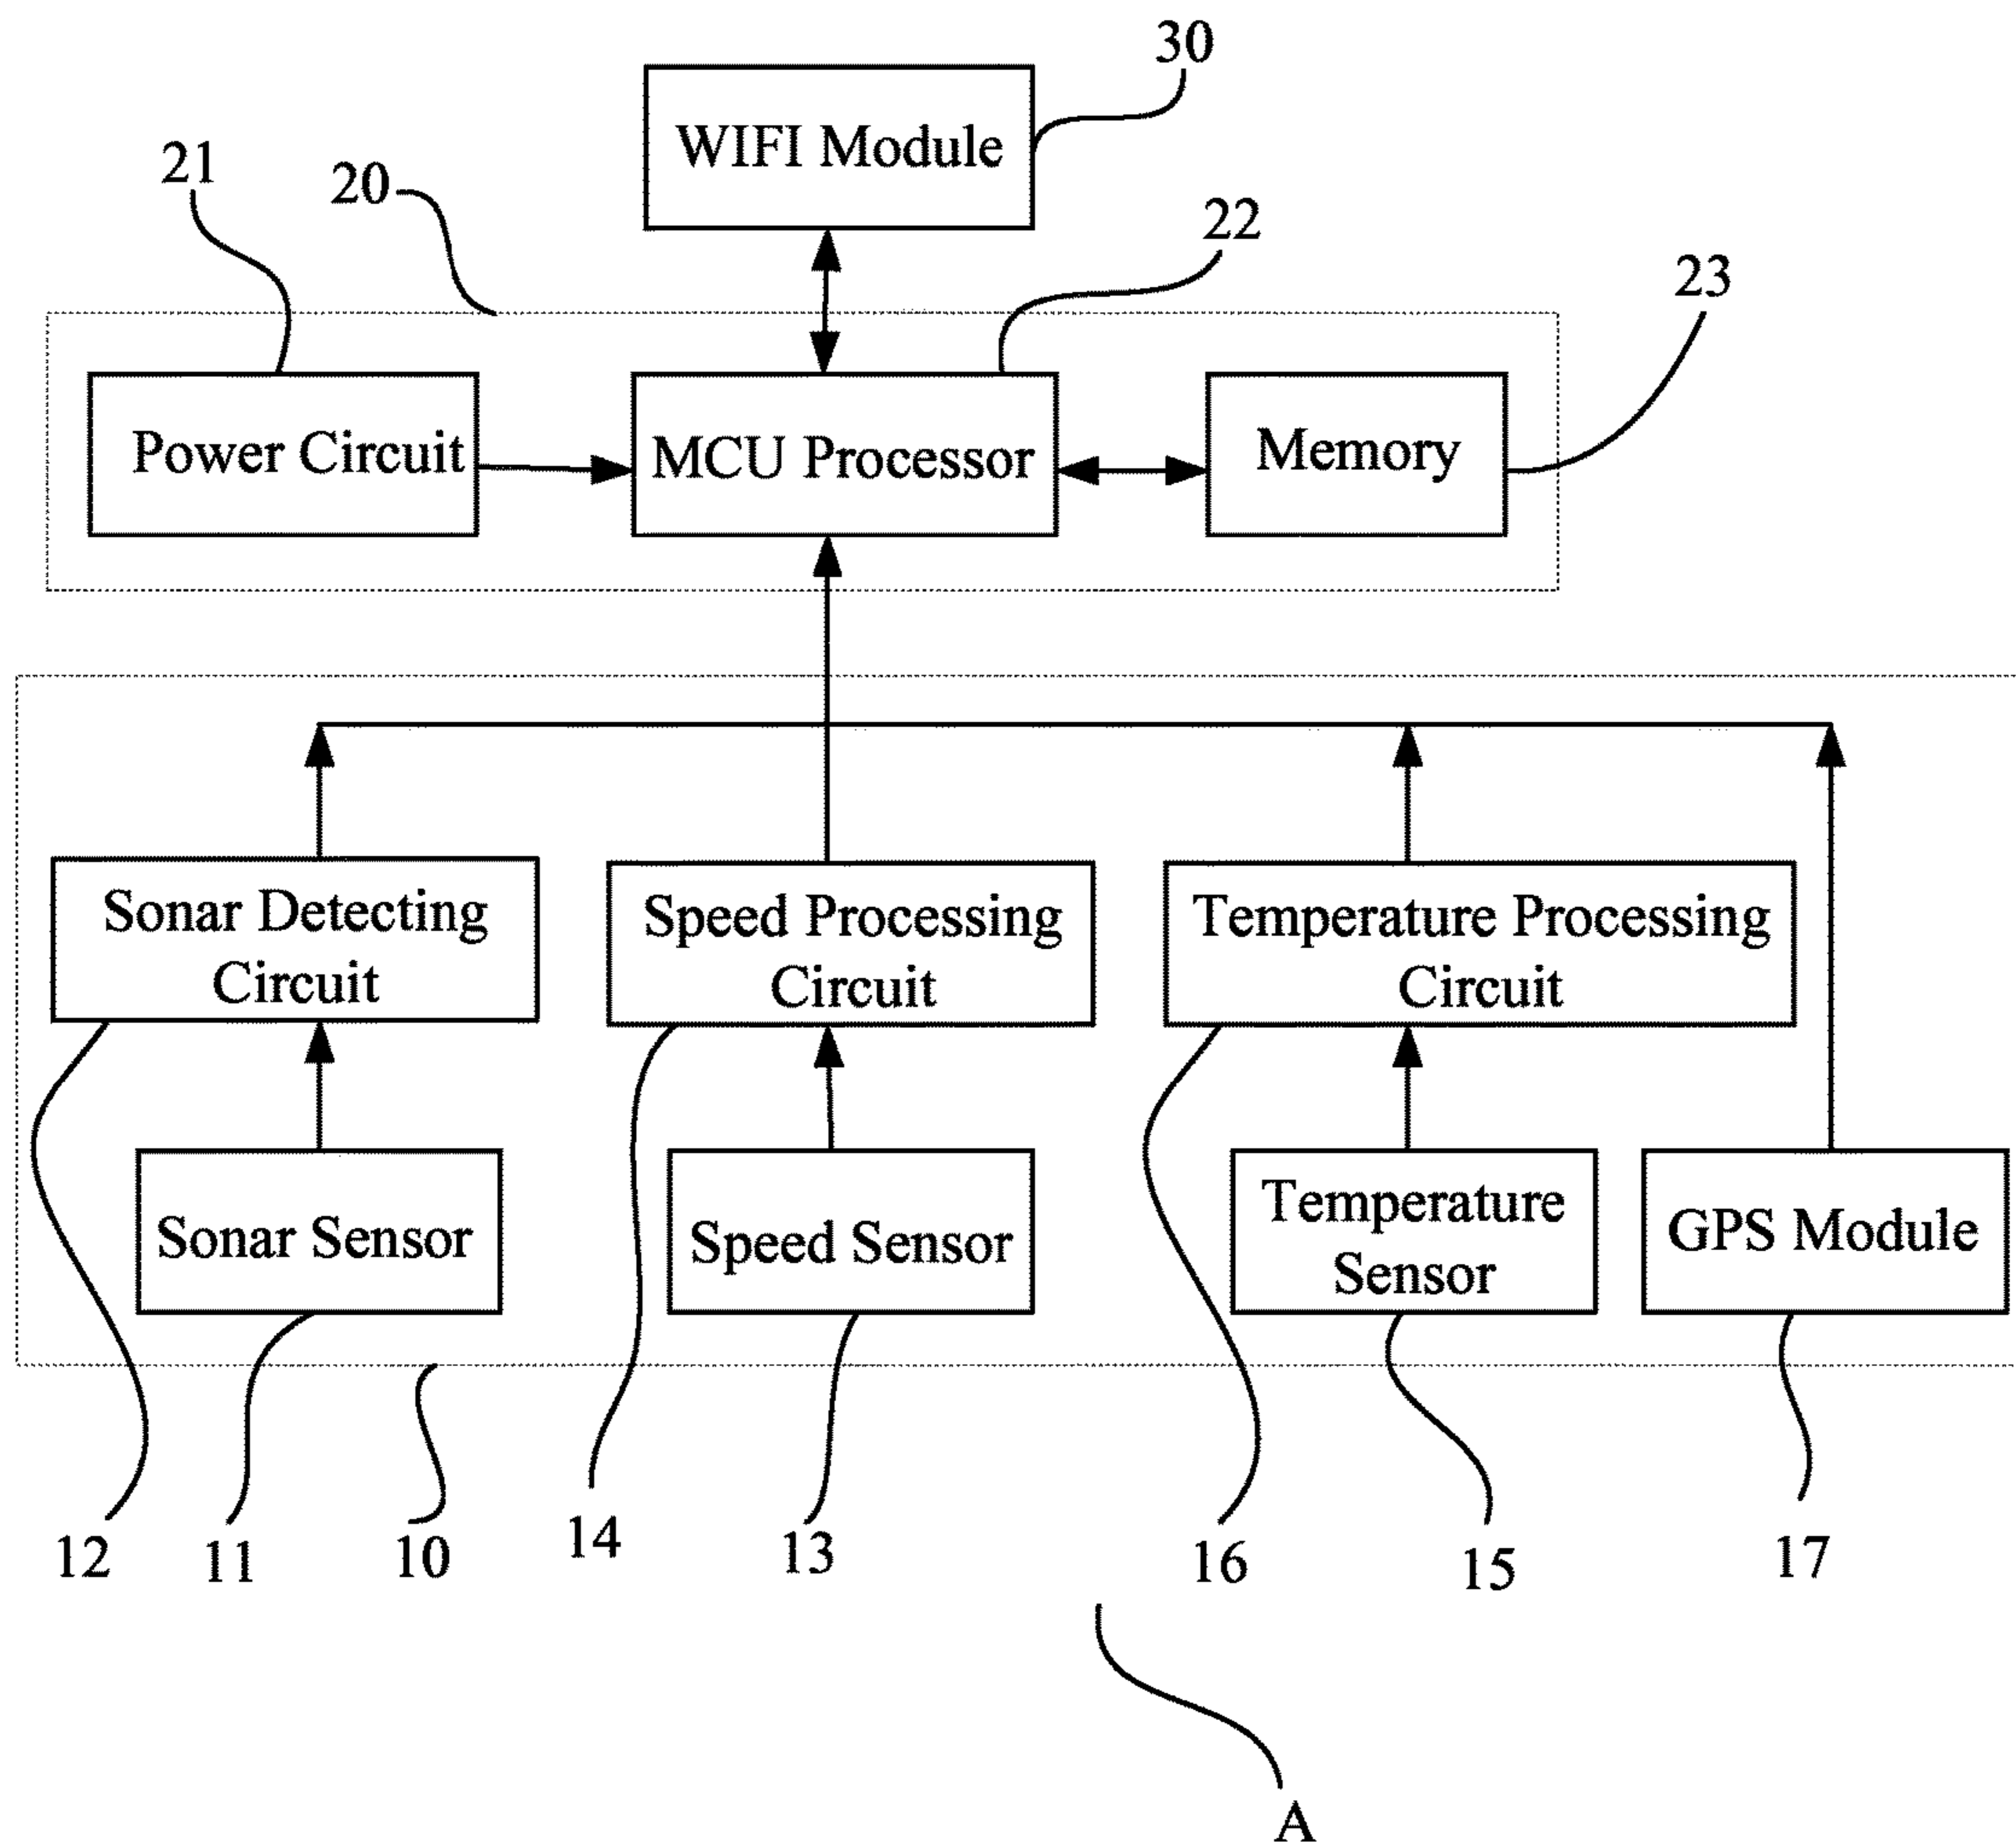 30
WIFI Module
21
20
22
23
Power Circuit
MCU Processor
Memory
Sonar Detecting
Circuit
Speed Processing
Circuit
Temperature Processing
Circuit
Sonar Sensor
Speed Sensor
Temperature
Sensor
GPS Module
12
11
10
14
13
16
15
17
A